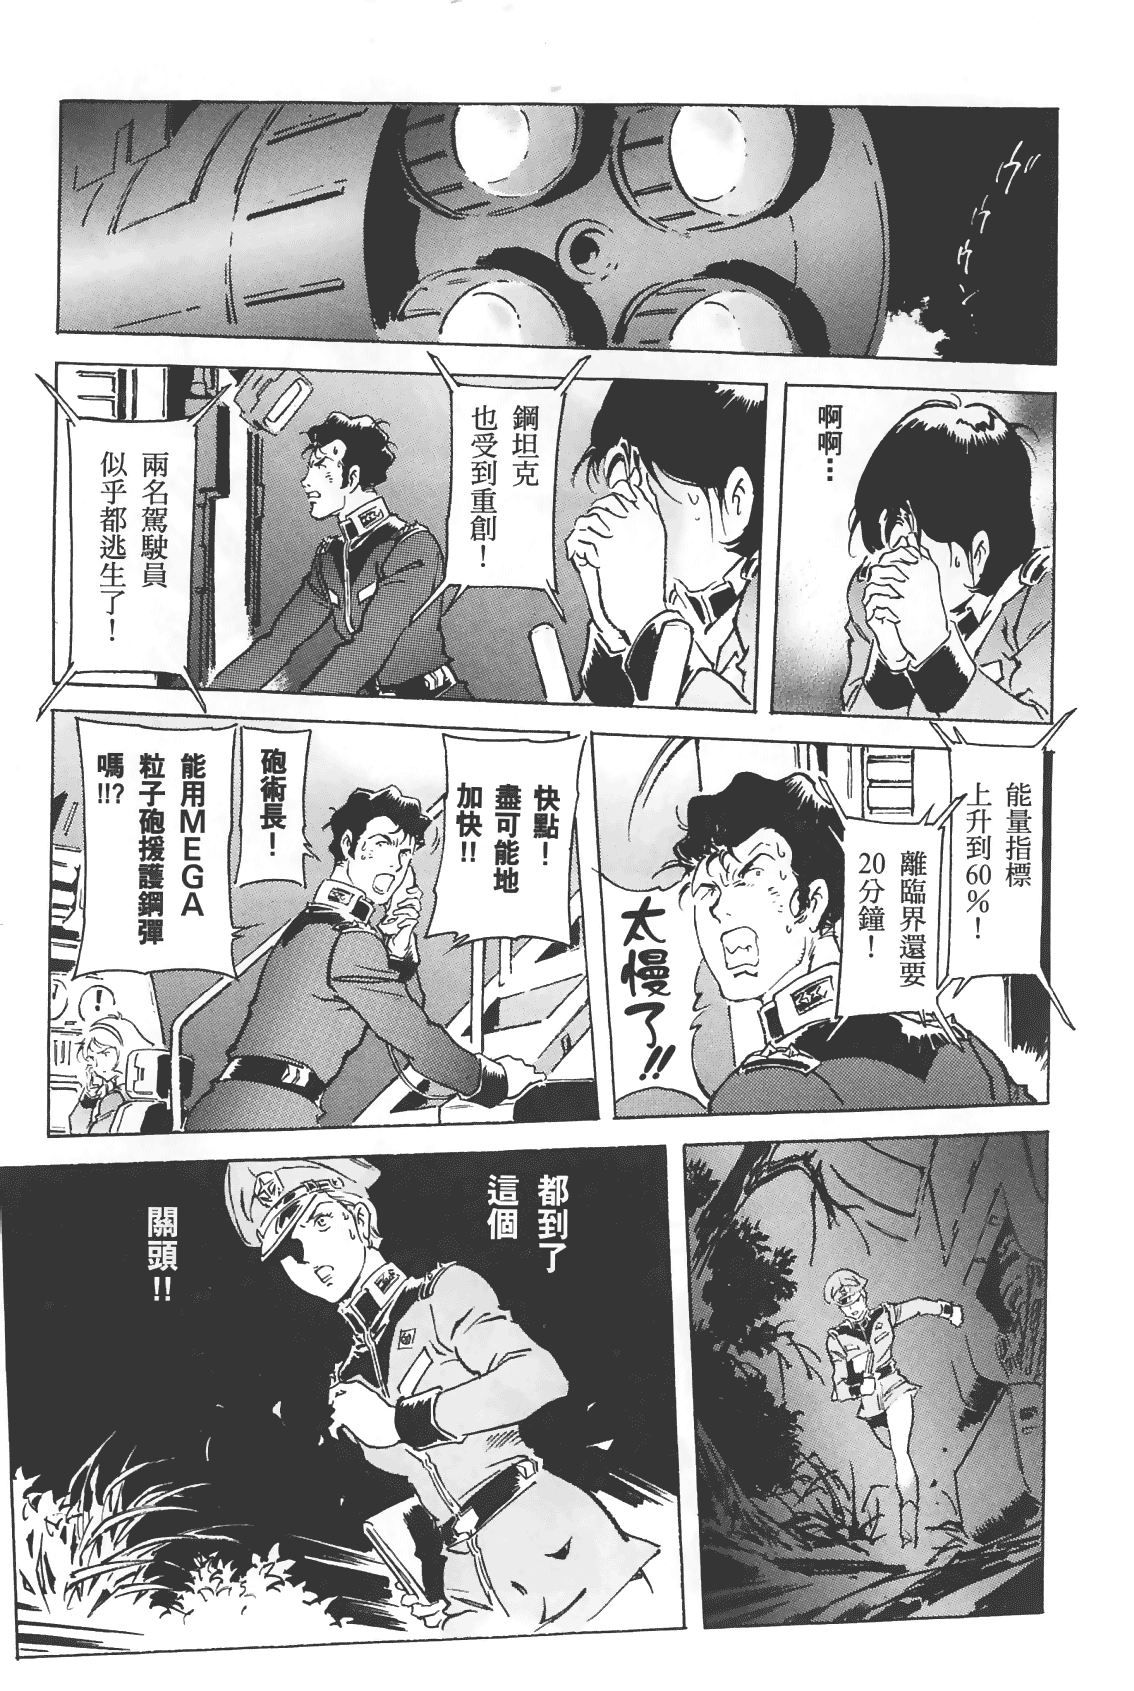 ヴゥゥン
啊啊…
鋼坦克
也受到重創！
兩名駕駛員
似乎都逃生了！
能量指標
上升到60%！
離臨界還要
20分鐘！
太慢了!!
快點！
盡可能地
加快!!
砲術長！
能用MEGA
粒子砲援護鋼彈
嗎!!?
都到了
這個
關頭!!